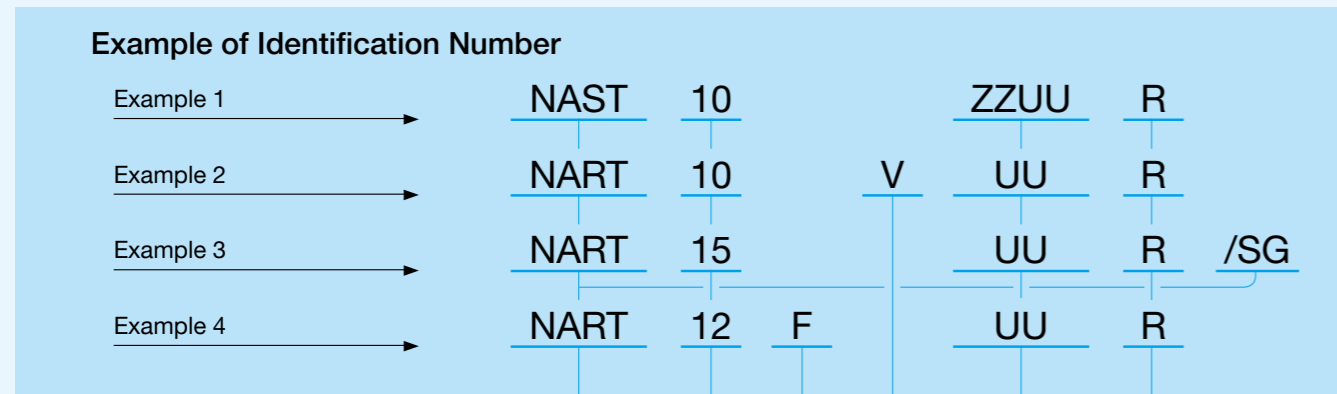 Example of Identification Number
Example 1 NAST 10 ZZUU R
Example 2 NART 10 V UU R
Example 3 NART 15 UU R /SG
Example 4 NART 12 F UU R